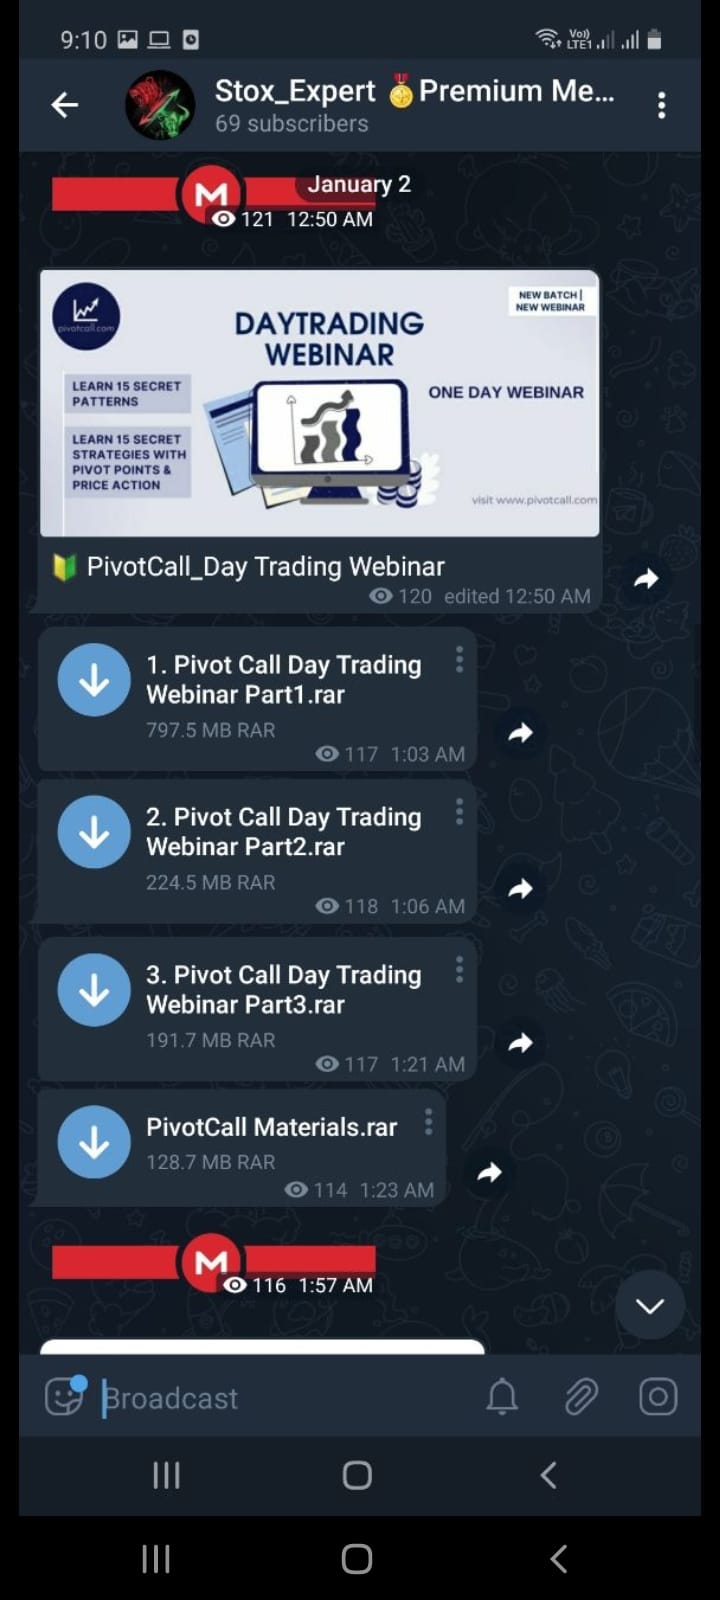 9:10
Vo))
LTE1
Stox_Expert 🏅Premium Me...
69 subscribers
January 2
M
121 12:50 AM
pivotcall.com
NEW BATCH |
NEW WEBINAR
DAYTRADING
WEBINAR
LEARN 15 SECRET
PATTERNS
ONE DAY WEBINAR
LEARN 15 SECRET
STRATEGIES WITH
PIVOT POINTS &
PRICE ACTION
visit www.pivotcall.com
🔰 PivotCall_Day Trading Webinar
120 edited 12:50 AM
1. Pivot Call Day Trading
Webinar Part1.rar
797.5 MB RAR
117 1:03 AM
2. Pivot Call Day Trading
Webinar Part2.rar
224.5 MB RAR
118 1:06 AM
3. Pivot Call Day Trading
Webinar Part3.rar
191.7 MB RAR
117 1:21 AM
PivotCall Materials.rar
128.7 MB RAR
114 1:23 AM
M
116 1:57 AM
Broadcast